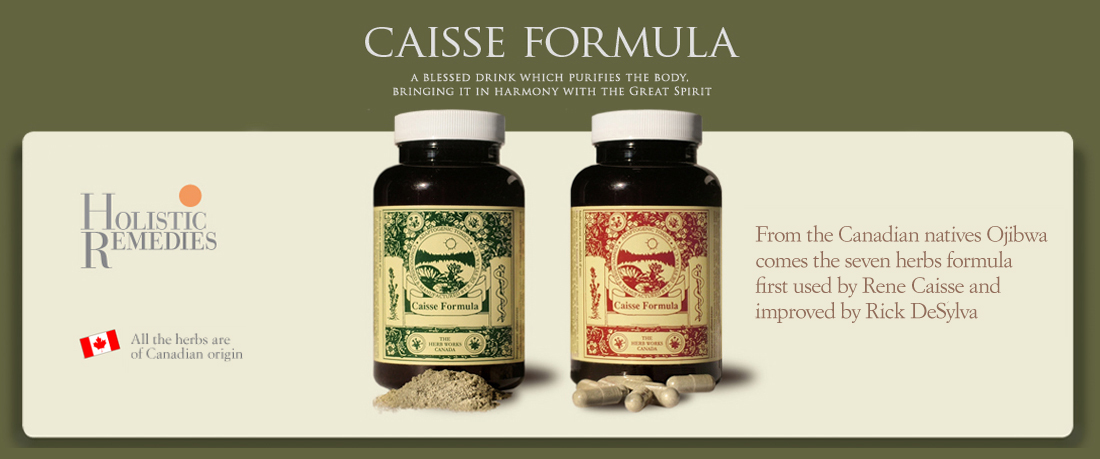 CAISSE FORMULA
A BLESSED DRINK WHICH PURIFIES THE BODY,
BRINGING IT IN HARMONY WITH THE GREAT SPIRIT
HOLISTIC
REMEDIES
All the herbs are
of Canadian origin
Caisse Formula
THE
HERB WORKS
CANADA
Caisse Formula
THE
HERB WORKS
CANADA
From the Canadian natives Ojibwa
comes the seven herbs formula
first used by Rene Caisse and
improved by Rick DeSylva